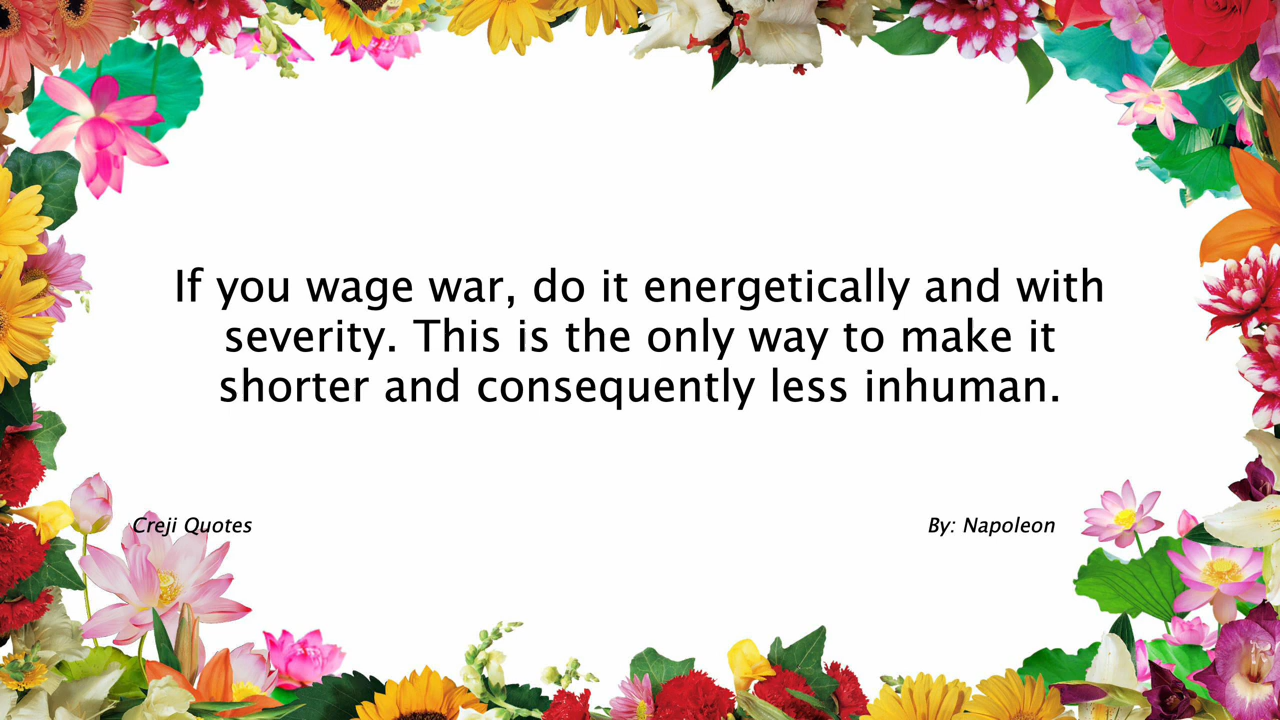 If you wage war, do it energetically and with
severity. This is the only way to make it
shorter and consequently less inhuman.
Creji Quotes
By: Napoleon